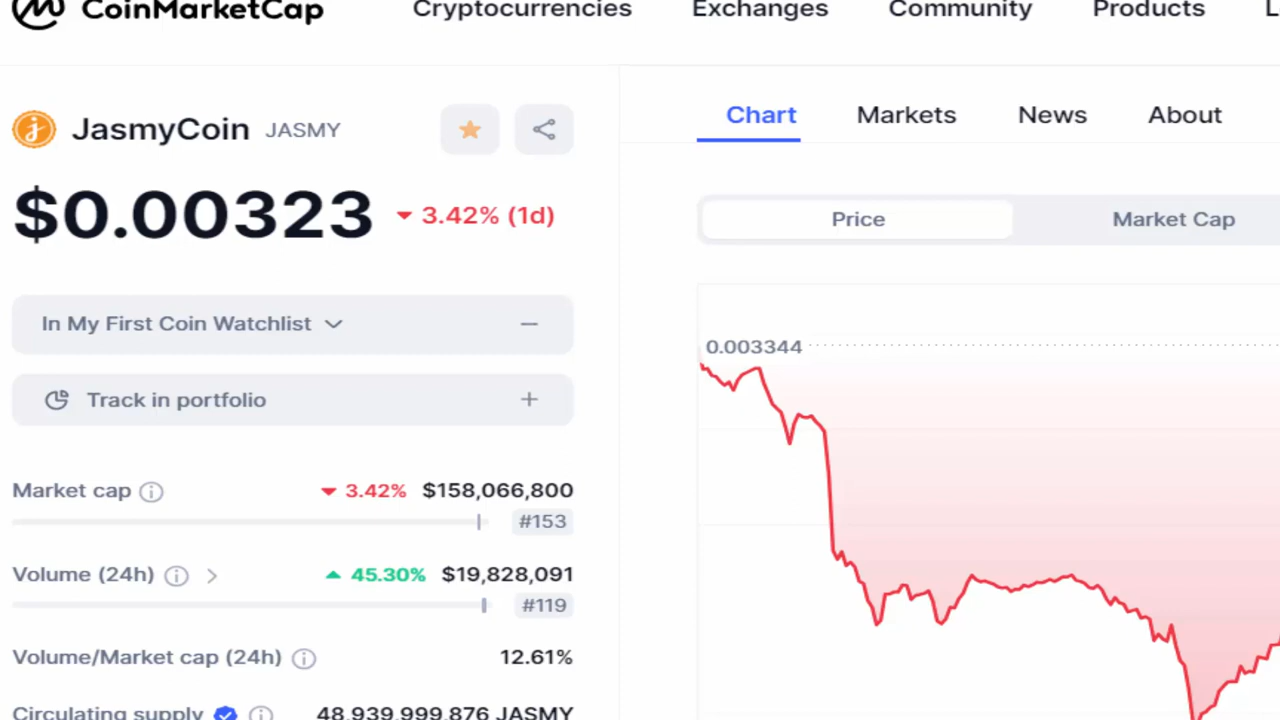 CoinMarketCap Cryptocurrencies Exchanges Community Products
JasmyCoin JASMY
$0.00323 3.42% (1d)
In My First Coin Watchlist
Track in portfolio
Market cap 3.42% $158,066,800
#153
Volume (24h) 45.30% $19,828,091
#119
Volume/Market cap (24h) 12.61%
Circulating supply 48,939,999,876 JASMY
Chart Markets News About
Price Market Cap
0.003344